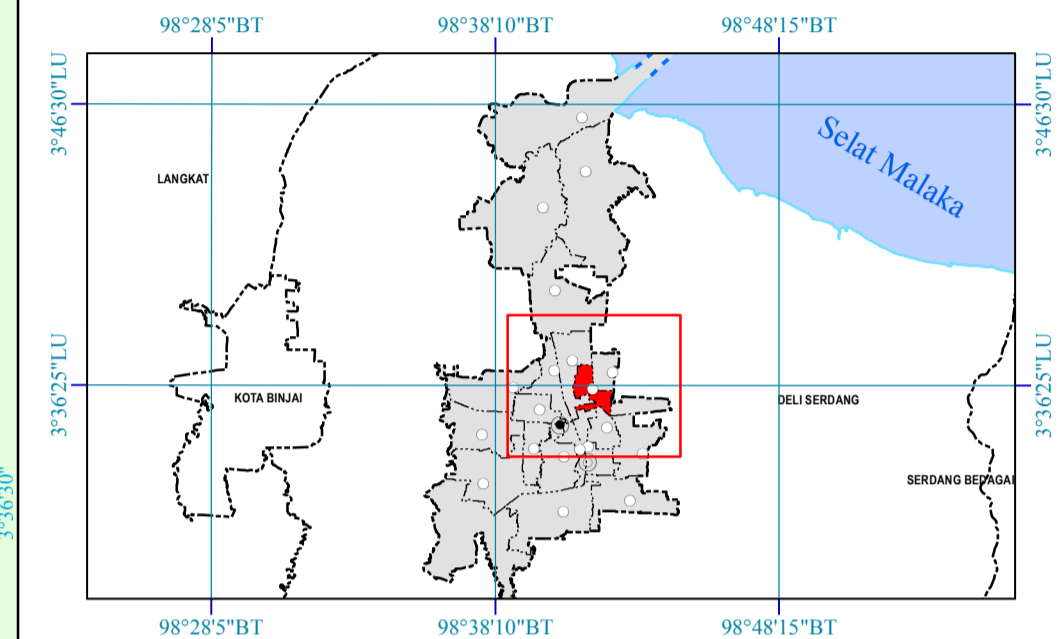 98°28'5"BT
98°38'10"BT
98°48'15"BT
3°46'30"LU
3°46'30"LU
Selat Malaka
LANGKAT
3°36'25"LU
3°36'25"LU
KOTA BINJAI
DELI SERDANG
SERDANG BEDAGAI
3°36'30"
98°28'5"BT
98°38'10"BT
98°48'15"BT